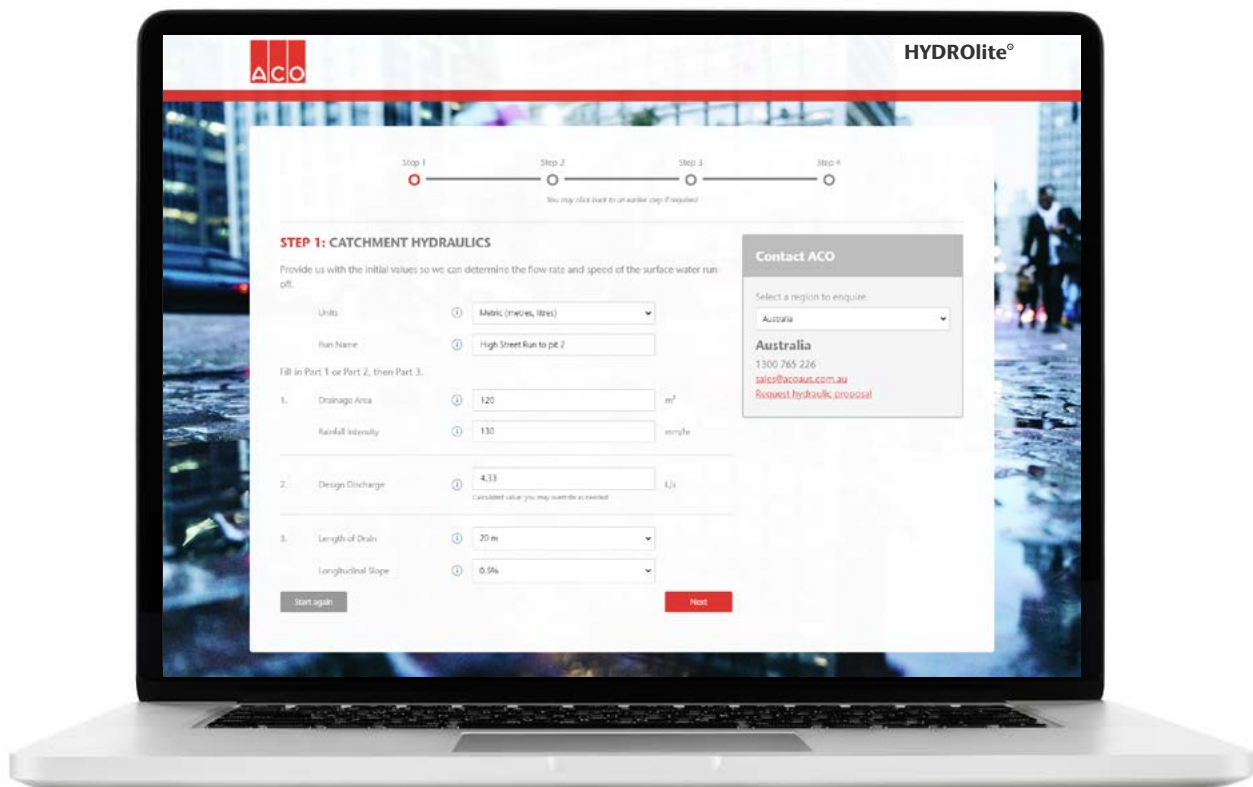 ACO
HYDROlite®
Step 1
Step 2
Step 3
Step 4
You may click back to an earlier step if required
STEP 1: CATCHMENT HYDRAULICS
Provide us with the initial values so we can determine the flow rate and speed of the surface water run
off.
Units
Metric (metres, litres)
Run Name
High Street Run to pit 2
Fill in Part 1 or Part 2, then Part 3.
1. Drainage Area 120 m²
Rainfall Intensity 130 mm/hr
2. Design Discharge 4.33 L/s
Calculated value: you may override as needed
3. Length of Drain 20 m
Longitudinal Slope 0.5%
Start again
Next
Contact ACO
Select a region to enquire
Australia
Australia
1300 765 226
sales@acoaus.com.au
Request hydraulic proposal